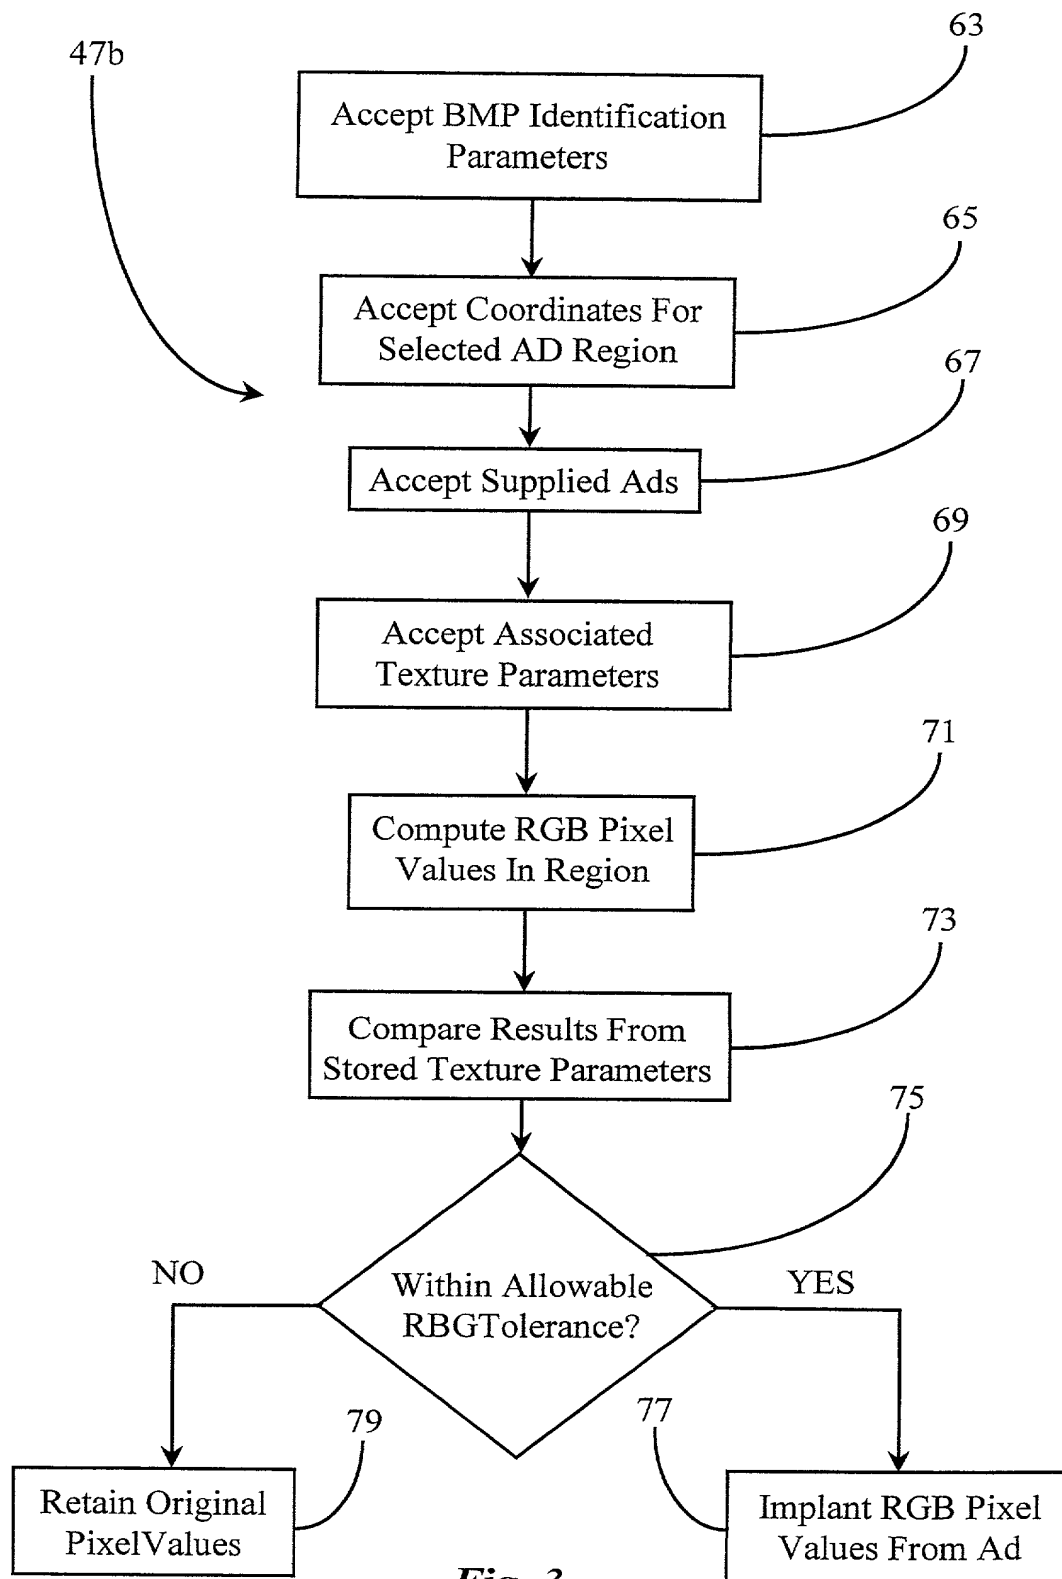 63
47b
Accept BMP Identification
Parameters
65
Accept Coordinates For
Selected AD Region
67
Accept Supplied Ads
69
Accept Associated
Texture Parameters
71
Compute RGB Pixel
Values In Region
73
Compare Results From
Stored Texture Parameters
75
NO
YES
Within Allowable
RBGTolerance?
79
77
Retain Original
PixelValues
Implant RGB Pixel
Values From Ad
Fig. 3